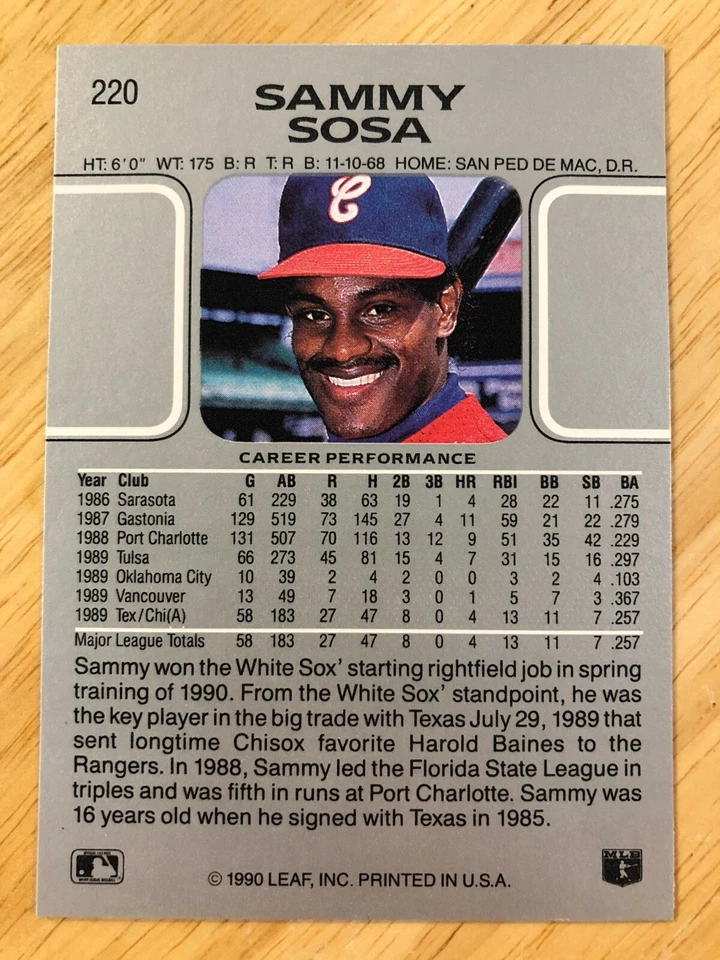 220
SAMMY
SOSA
HT: 6'0" WT: 175 B: R T: R B: 11-10-68 HOME: SAN PED DE MAC, D.R.
C
CAREER PERFORMANCE
Year Club G AB R H 2B 3B HR RBI BB SB BA
1986 Sarasota 61 229 38 63 19 1 4 28 22 11 .275
1987 Gastonia 129 519 73 145 27 4 11 59 21 22 .279
1988 Port Charlotte 131 507 70 116 13 12 9 51 35 42 .229
1989 Tulsa 66 273 45 81 15 4 7 31 15 16 .297
1989 Oklahoma City 10 39 2 4 2 0 0 3 2 4 .103
1989 Vancouver 13 49 7 18 3 0 1 5 7 3 .367
1989 Tex/Chi(A) 58 183 27 47 8 0 4 13 11 7 .257
Major League Totals 58 183 27 47 8 0 4 13 11 7 .257
Sammy won the White Sox' starting rightfield job in spring
training of 1990. From the White Sox' standpoint, he was
the key player in the big trade with Texas July 29, 1989 that
sent longtime Chisox favorite Harold Baines to the
Rangers. In 1988, Sammy led the Florida State League in
triples and was fifth in runs at Port Charlotte. Sammy was
16 years old when he signed with Texas in 1985.
© 1990 LEAF, INC. PRINTED IN U.S.A.
MLB